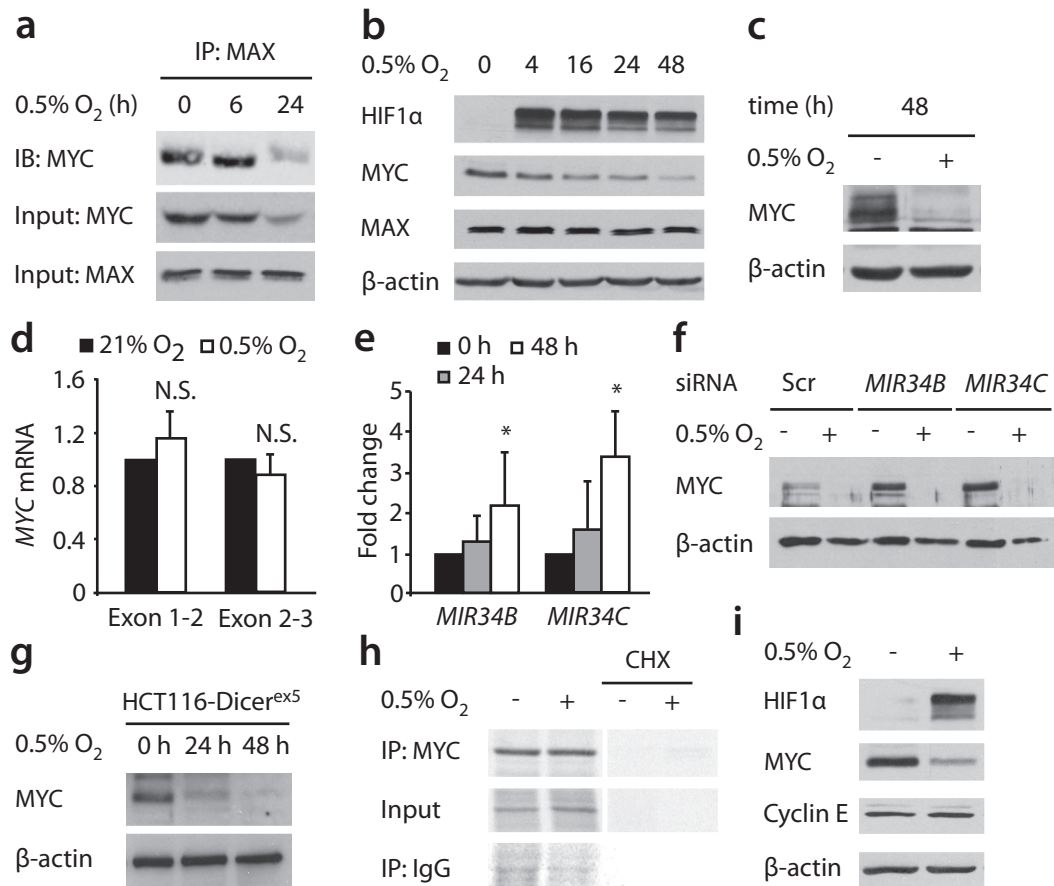 a
IP: MAX
0.5% O2 (h) 0 6 24
IB: MYC
Input: MYC
Input: MAX
b
0.5% O2 0 4 16 24 48
HIF1α
MYC
MAX
β-actin
c
time (h) 48
0.5% O2 - +
MYC
β-actin
d
21% O2 0.5% O2
MYC mRNA
1.6
1.2
0.8
0.4
0
N.S.
N.S.
Exon 1-2 Exon 2-3
e
0 h 48 h
24 h
Fold change
5
4
3
2
1
0
*
*
MIR34B MIR34C
f
siRNA Scr MIR34B MIR34C
0.5% O2 - + - + - +
MYC
β-actin
g
HCT116-Dicerex5
0.5% O2 0 h 24 h 48 h
MYC
β-actin
h
CHX
0.5% O2 - + - +
IP: MYC
Input
IP: IgG
i
0.5% O2 - +
HIF1α
MYC
Cyclin E
β-actin